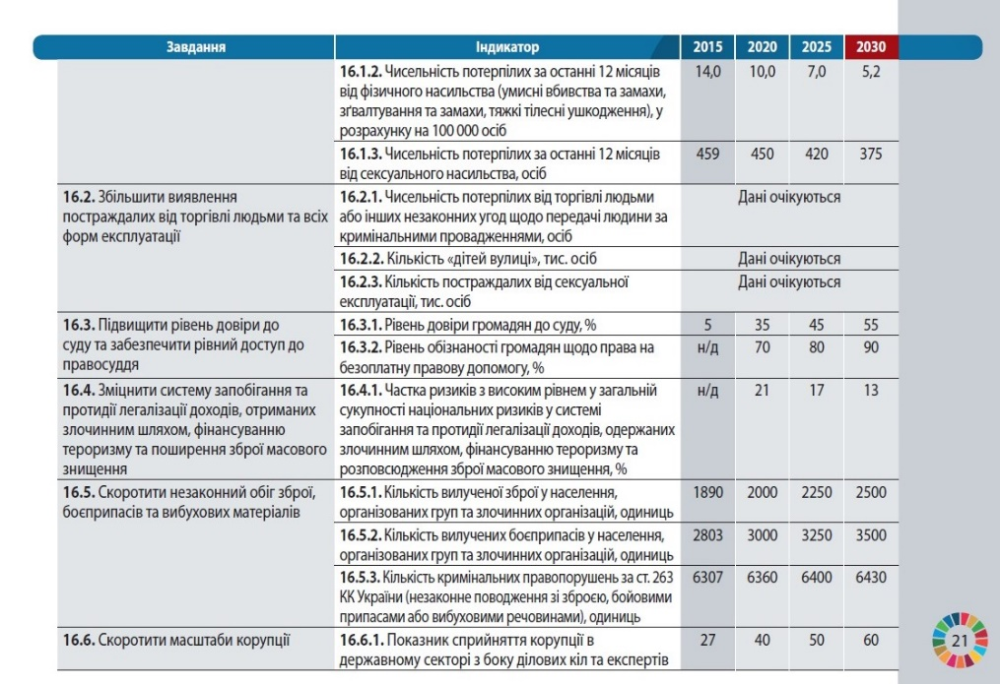 Завдання Індикатор 2015 2020 2025 2030
16.1.2. Чисельність потерпілих за останні 12 місяців 14,0 10,0 7,0 5,2
від фізичного насильства (умисні вбивства та замахи,
зґвалтування та замахи, тяжкі тілесні ушкодження), у
розрахунку на 100 000 осіб
16.1.3. Чисельність потерпілих за останні 12 місяців 459 450 420 375
від сексуального насильства, осіб
16.2. Збільшити виявлення
постраждалих від торгівлі людьми та всіх
форм експлуатації
16.2.1. Чисельність потерпілих від торгівлі людьми Дані очікуються
або інших незаконних угод щодо передачі людини за
кримінальними провадженнями, осіб
16.2.2. Кількість «дітей вулиці», тис. осіб Дані очікуються
16.2.3. Кількість постраждалих від сексуальної Дані очікуються
експлуатації, тис. осіб
16.3. Підвищити рівень довіри до
суду та забезпечити рівний доступ до
правосуддя
16.3.1. Рівень довіри громадян до суду, % 5 35 45 55
16.3.2. Рівень обізнаності громадян щодо права на н/д 70 80 90
безоплатну правову допомогу, %
16.4. Зміцнити систему запобігання та
протидії легалізації доходів, отриманих
злочинним шляхом, фінансуванню
тероризму та поширення зброї масового
знищення
16.4.1. Частка ризиків з високим рівнем у загальній н/д 21 17 13
сукупності національних ризиків у системі
запобігання та протидії легалізації доходів, одержаних
злочинним шляхом, фінансуванню тероризму та
розповсюдження зброї масового знищення, %
16.5. Скоротити незаконний обіг зброї,
боєприпасів та вибухових матеріалів
16.5.1. Кількість вилученої зброї у населення, 1890 2000 2250 2500
організованих груп та злочинних організацій, одиниць
16.5.2. Кількість вилучених боєприпасів у населення, 2803 3000 3250 3500
організованих груп та злочинних організацій, одиниць
16.5.3. Кількість кримінальних правопорушень за ст. 263 6307 6360 6400 6430
КК України (незаконне поводження зі зброєю, бойовими
припасами або вибуховими речовинами), одиниць
16.6. Скоротити масштаби корупції
16.6.1. Показник сприйняття корупції в 27 40 50 60
державному секторі з боку ділових кіл та експертів
21